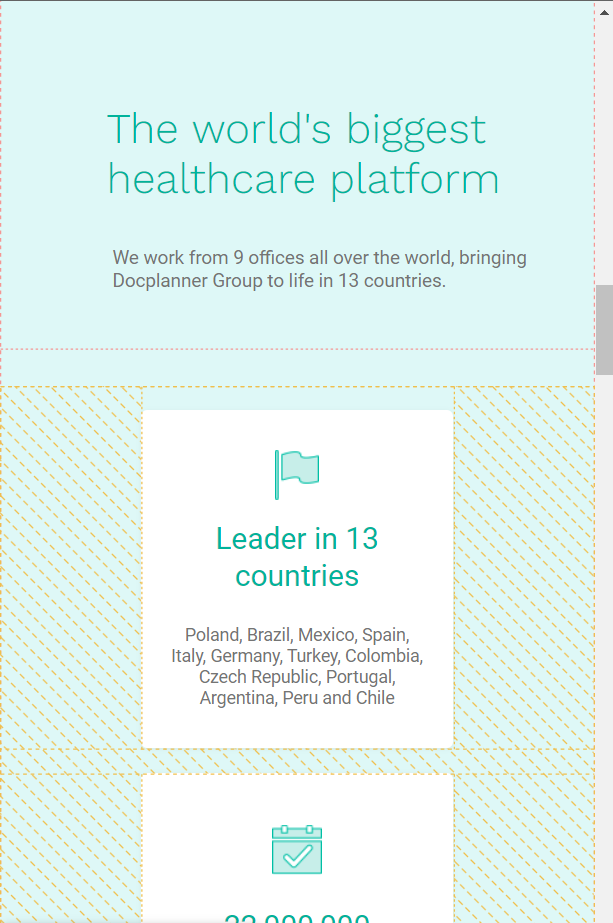 The world's biggest
healthcare platform
We work from 9 offices all over the world, bringing
Docplanner Group to life in 13 countries.
Leader in 13
countries
Poland, Brazil, Mexico, Spain,
Italy, Germany, Turkey, Colombia,
Czech Republic, Portugal,
Argentina, Peru and Chile